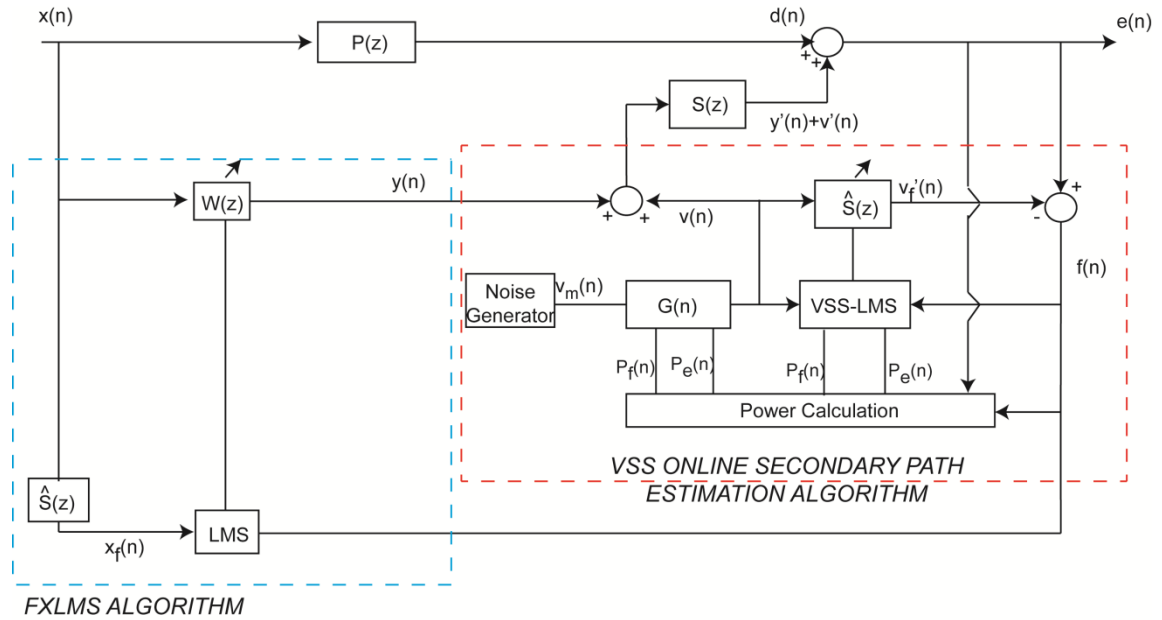 x(n)
d(n)
e(n)
P(z)
+
+
S(z)
y'(n)+v'(n)
y(n)
W(z)
+
+
v(n)
Ŝ(z)
v_f'(n)
+
-
f(n)
Noise
Generator
v_m(n)
G(n)
VSS-LMS
P_f(n)
P_e(n)
P_f(n)
P_e(n)
Power Calculation
VSS ONLINE SECONDARY PATH
ESTIMATION ALGORITHM
Ŝ(z)
x_f(n)
LMS
FXLMS ALGORITHM